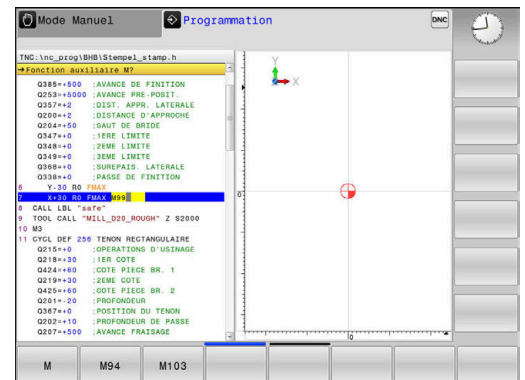 Mode Manuel
Programmation
DNC
TNC:\nc_prog\BHB\Stempel_stamp.h
→Fonction auxiliaire M?
Q385=+500 ;AVANCE DE FINITION
Q253=+5000 ;AVANCE PRE-POSIT.
Q357=+2 ;DIST. APPR. LATERALE
Q200=+2 ;DISTANCE D'APPROCHE
Q204=+50 ;SAUT DE BRIDE
Q347=+0 ;1ERE LIMITE
Q348=+0 ;2EME LIMITE
Q349=+0 ;3EME LIMITE
Q368=+0 ;SUREPAIS. LATERALE
Q338=+0 ;PASSE DE FINITION
6 Y-30 R0 FMAX
7 X+30 R0 FMAX M99
8 CALL LBL "safe"
9 TOOL CALL "MILL_D20_ROUGH" Z S2000
10 M3
11 CYCL DEF 256 TENON RECTANGULAIRE
Q215=+0 ;OPERATIONS D'USINAGE
Q218=+30 ;1ER COTE
Q424=+60 ;COTE PIECE BR. 1
Q219=+30 ;2EME COTE
Q425=+60 ;COTE PIECE BR. 2
Q201=-20 ;PROFONDEUR
Q367=+0 ;POSITION DU TENON
Q202=+10 ;PROFONDEUR DE PASSE
Q207=+500 ;AVANCE FRAISAGE
Y
X
0
0
M
M94
M103